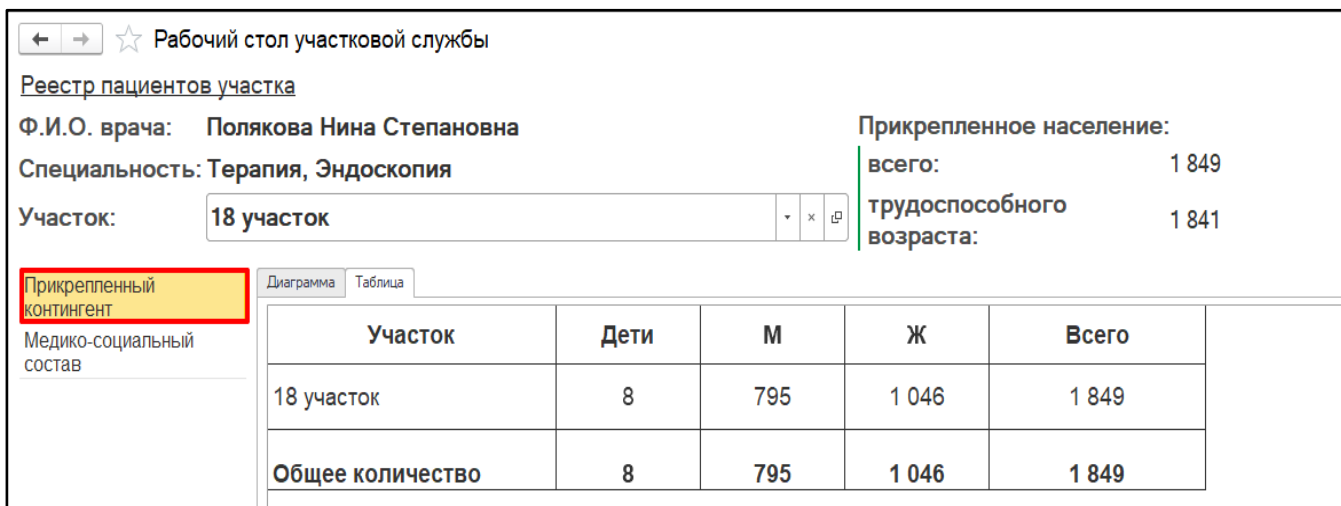 Рабочий стол участковой службы
Реестр пациентов участка
Ф.И.О. врача: Полякова Нина Степановна
Прикрепленное население:
Специальность: Терапия, Эндоскопия
всего: 1 849
Участок: 18 участок
трудоспособного
возраста: 1 841
Прикрепленный
контингент
Медико-социальный
состав
Диаграмма Таблица
Участок Дети М Ж Всего
18 участок 8 795 1 046 1 849
Общее количество 8 795 1 046 1 849